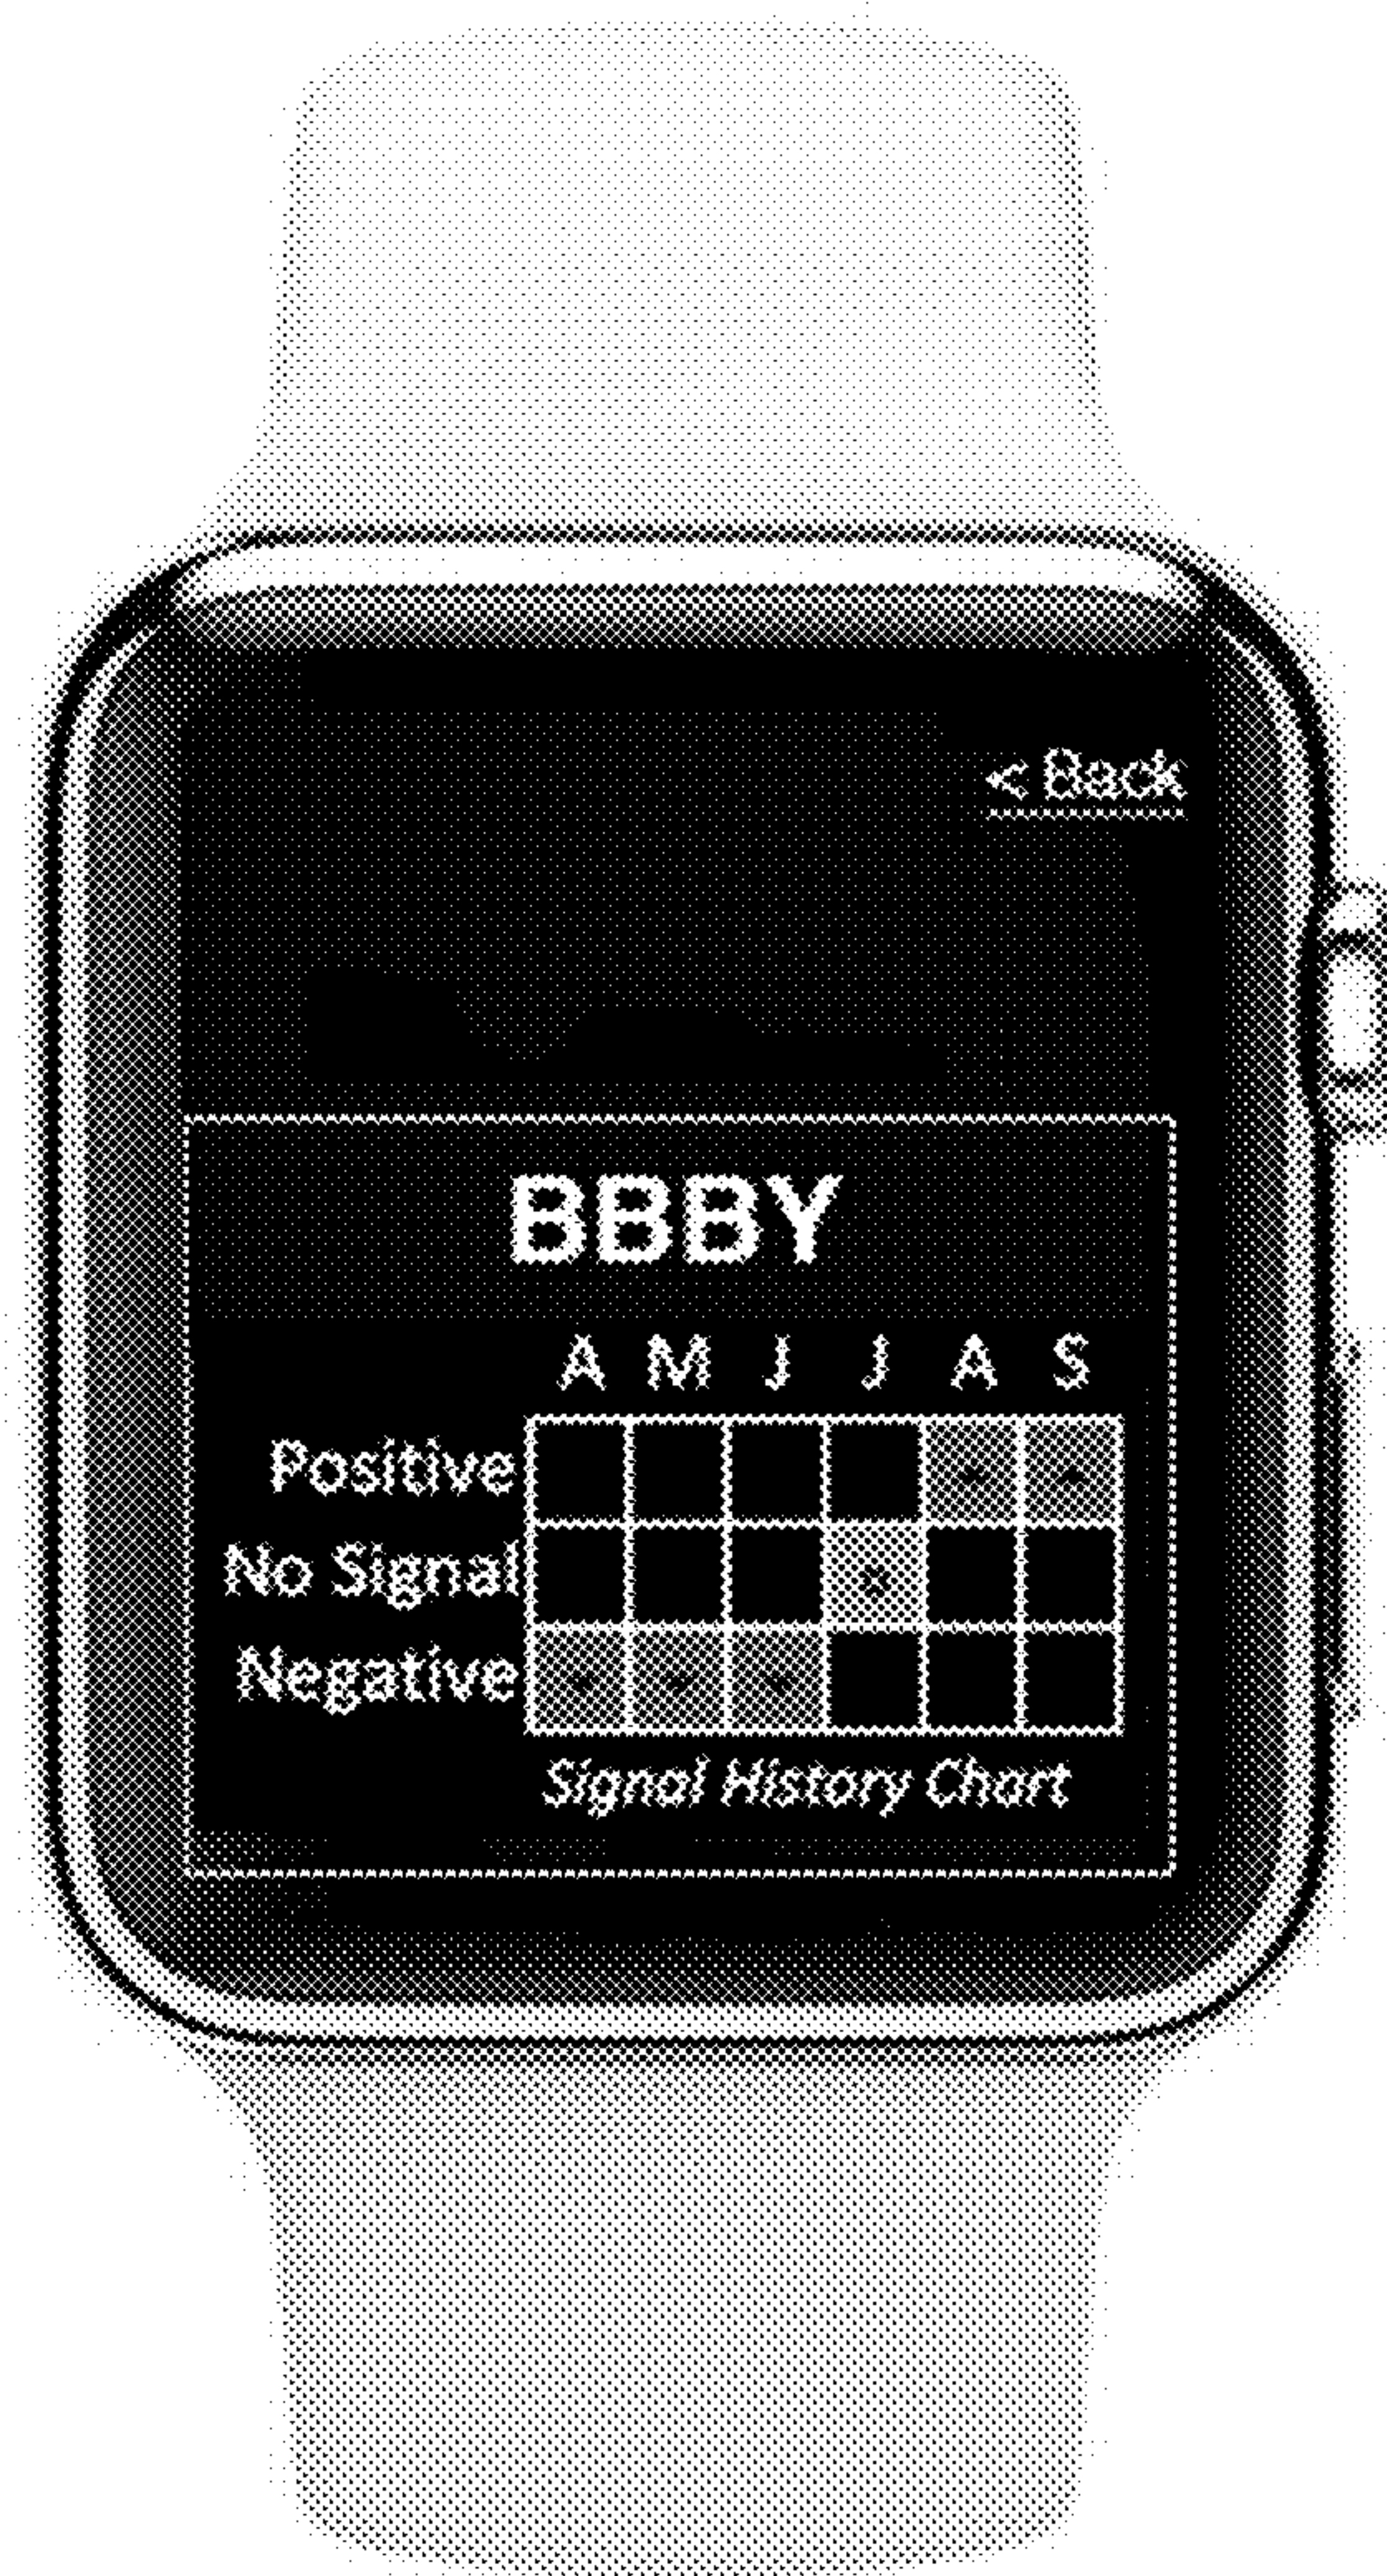 < Back
BBBY
A M J J A S
Positive
No Signal
Negative
Signal History Chart